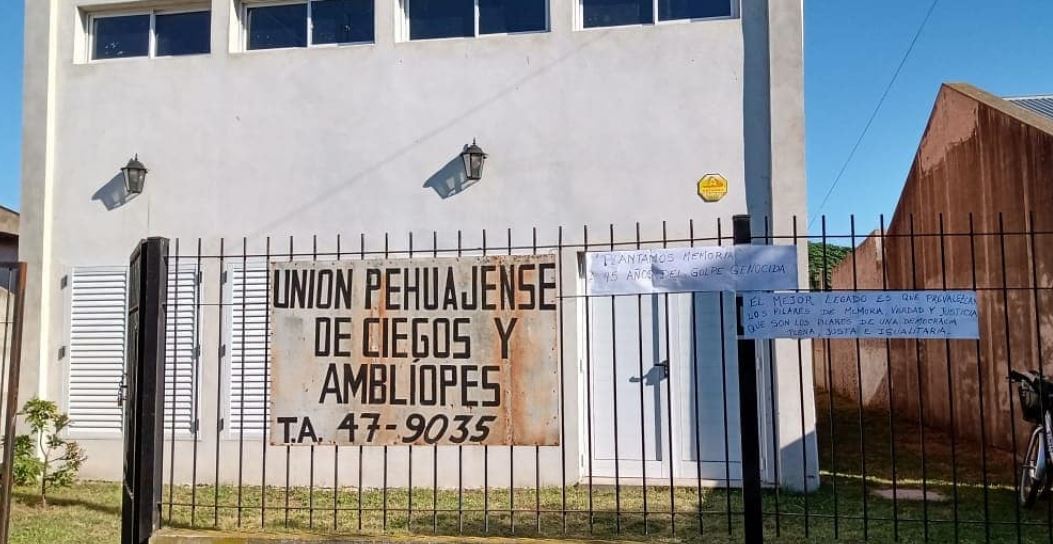 UNION PEHUAJENSE
DE CIEGOS Y
AMBLÍOPES
T.A. 47-9035
PLANTAMOS MEMORIA
45 AÑOS DEL GOLPE GENOCIDA
EL MEJOR LEGADO ES QUE PREVALEZCAN
LOS PILARES DE MEMORIA, VERDAD Y JUSTICIA
QUE SON LOS PILARES DE UNA DEMOCRACIA
PLENA, JUSTA E IGUALITARIA.